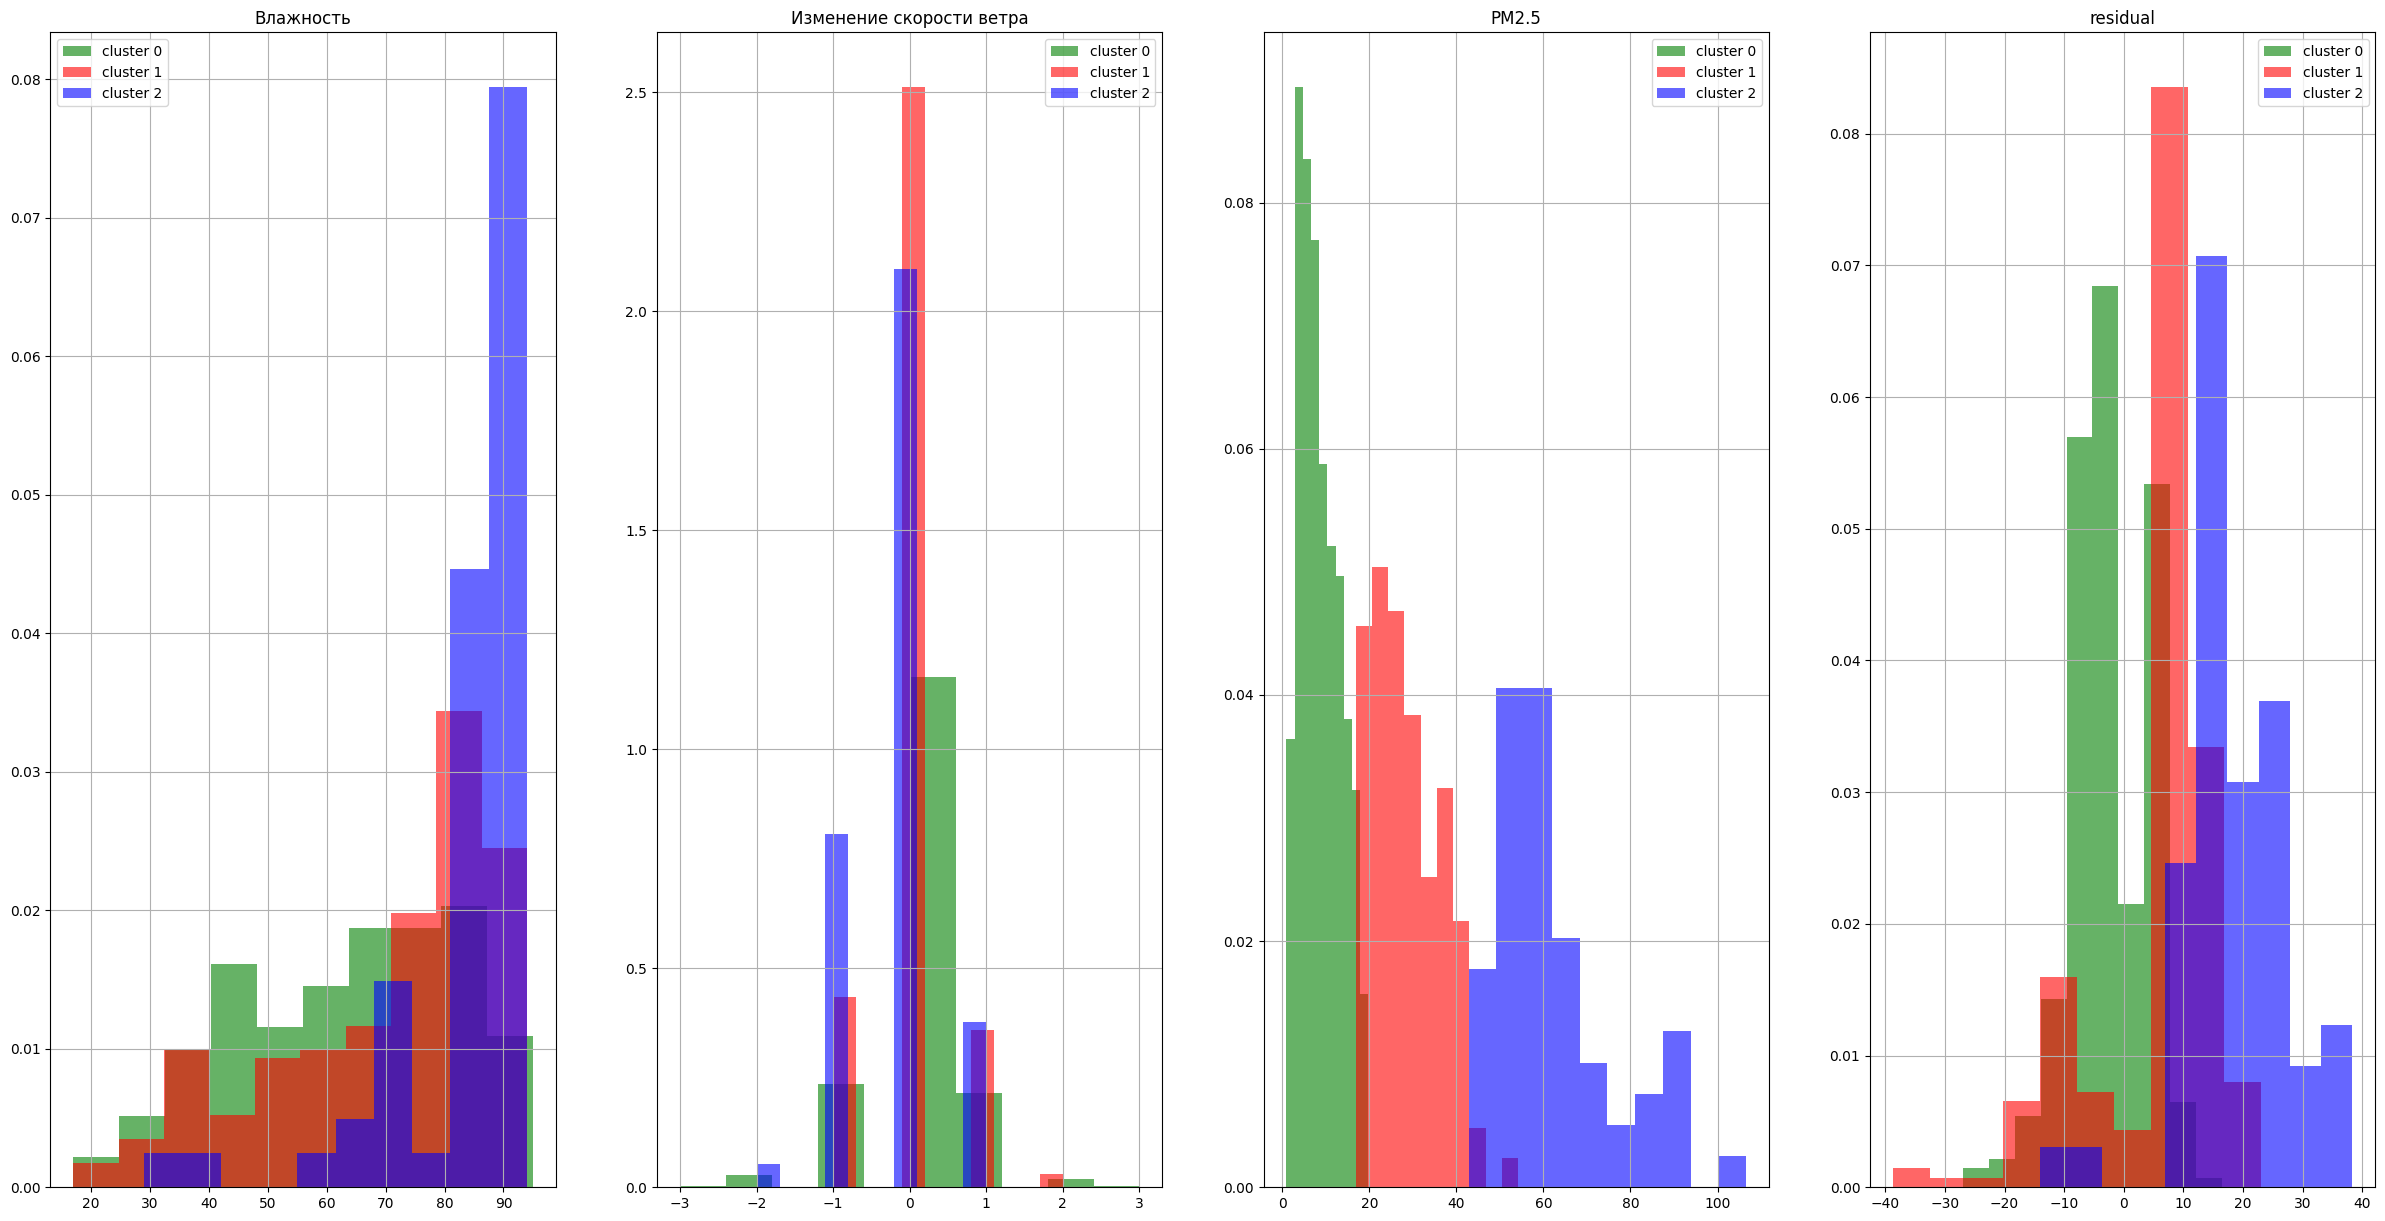 Влажность
cluster 0
cluster 1
cluster 2
0.08
0.07
0.06
0.05
0.04
0.03
0.02
0.01
0.00
20 30 40 50 60 70 80 90
Изменение скорости ветра
cluster 0
cluster 1
cluster 2
2.5
2.0
1.5
1.0
0.5
0.0
−3 −2 −1 0 1 2 3
PM2.5
cluster 0
cluster 1
cluster 2
0.08
0.06
0.04
0.02
0.00
0 20 40 60 80 100
residual
cluster 0
cluster 1
cluster 2
0.08
0.07
0.06
0.05
0.04
0.03
0.02
0.01
0.00
−40 −30 −20 −10 0 10 20 30 40